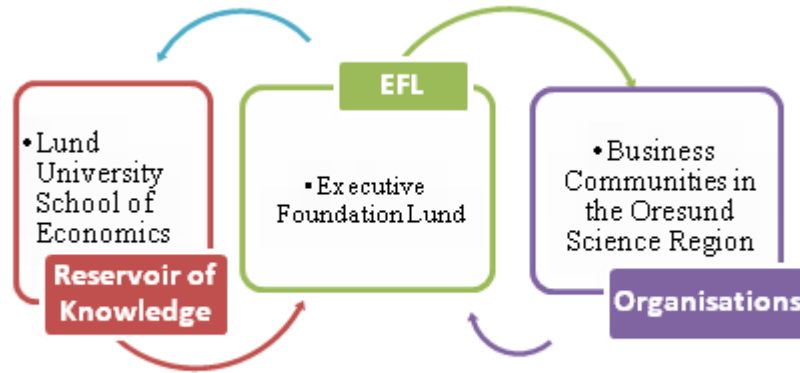 • Lund
University
School of
Economics
Reservoir of
Knowledge
EFL
▪ Executive
Foundation Lund
• Business
Communities in
the Oresund
Science Region
Organisations